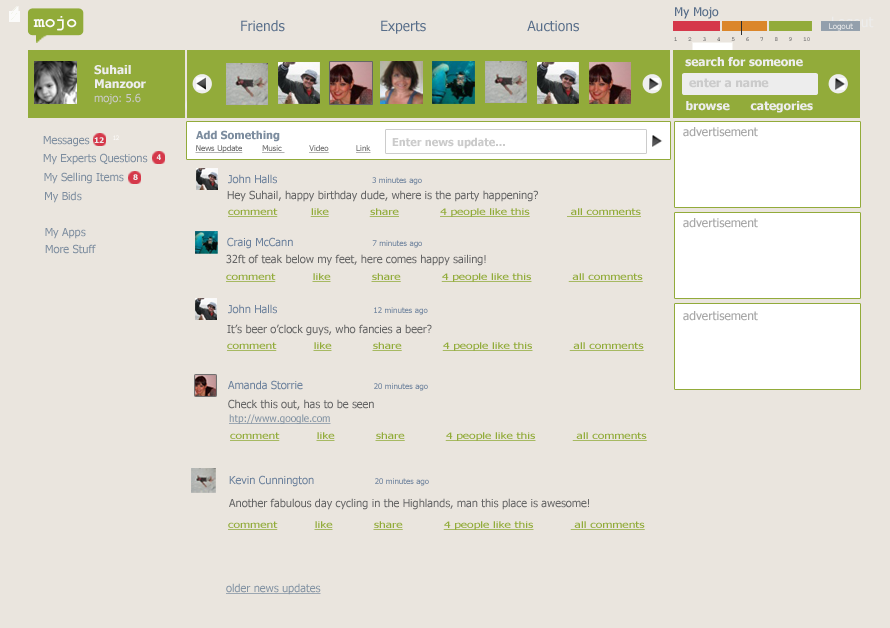 mojo
Friends Experts Auctions
My Mojo
Logout
1 2 3 4 5 6 7 8 9 10
Suhail
Manzoor
mojo: 5.6
search for someone
enter a name
browse categories
Messages 12
My Experts Questions 4
My Selling Items 8
My Bids
My Apps
More Stuff
Add Something
News Update Music Video Link
Enter news update...
John Halls 3 minutes ago
Hey Suhail, happy birthday dude, where is the party happening?
comment like share 4 people like this all comments
Craig McCann 7 minutes ago
32ft of teak below my feet, here comes happy sailing!
comment like share 4 people like this all comments
John Halls 12 minutes ago
It's beer o'clock guys, who fancies a beer?
comment like share 4 people like this all comments
Amanda Storrie 20 minutes ago
Check this out, has to be seen
htp://www.google.com
comment like share 4 people like this all comments
Kevin Cunnington 20 minutes ago
Another fabulous day cycling in the Highlands, man this place is awesome!
comment like share 4 people like this all comments
older news updates
advertisement
advertisement
advertisement